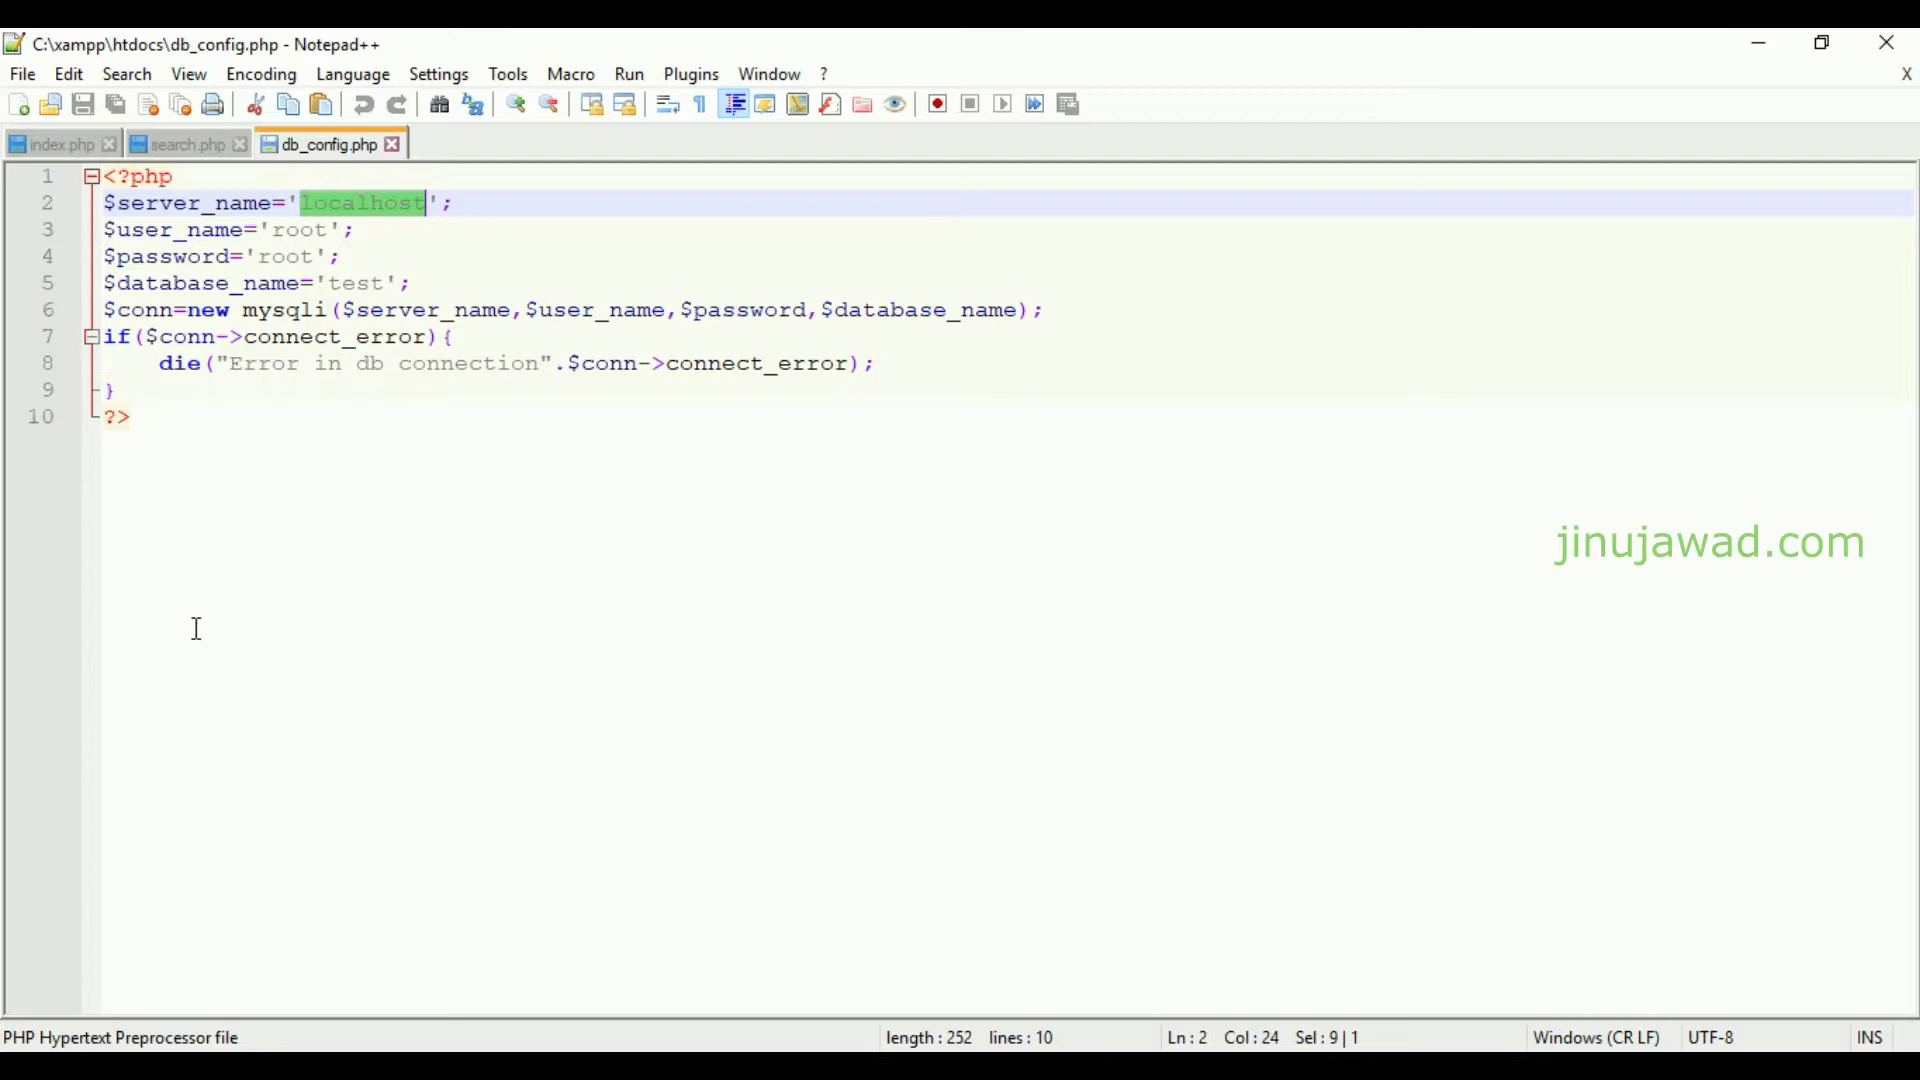 C:\xampp\htdocs\db_config.php - Notepad++
File Edit Search View Encoding Language Settings Tools Macro Run Plugins Window ? X
index.php search.php db_config.php
1 <?php
2 $server_name='localhost';
3 $user_name='root';
4 $password='root';
5 $database_name='test';
6 $conn=new mysqli($server_name,$user_name,$password,$database_name);
7 if($conn->connect_error){
8 die("Error in db connection".$conn->connect_error);
9 }
10 ?>
jinujawad.com
PHP Hypertext Preprocessor file length : 252 lines : 10 Ln : 2 Col : 24 Sel : 9 | 1 Windows (CR LF) UTF-8 INS